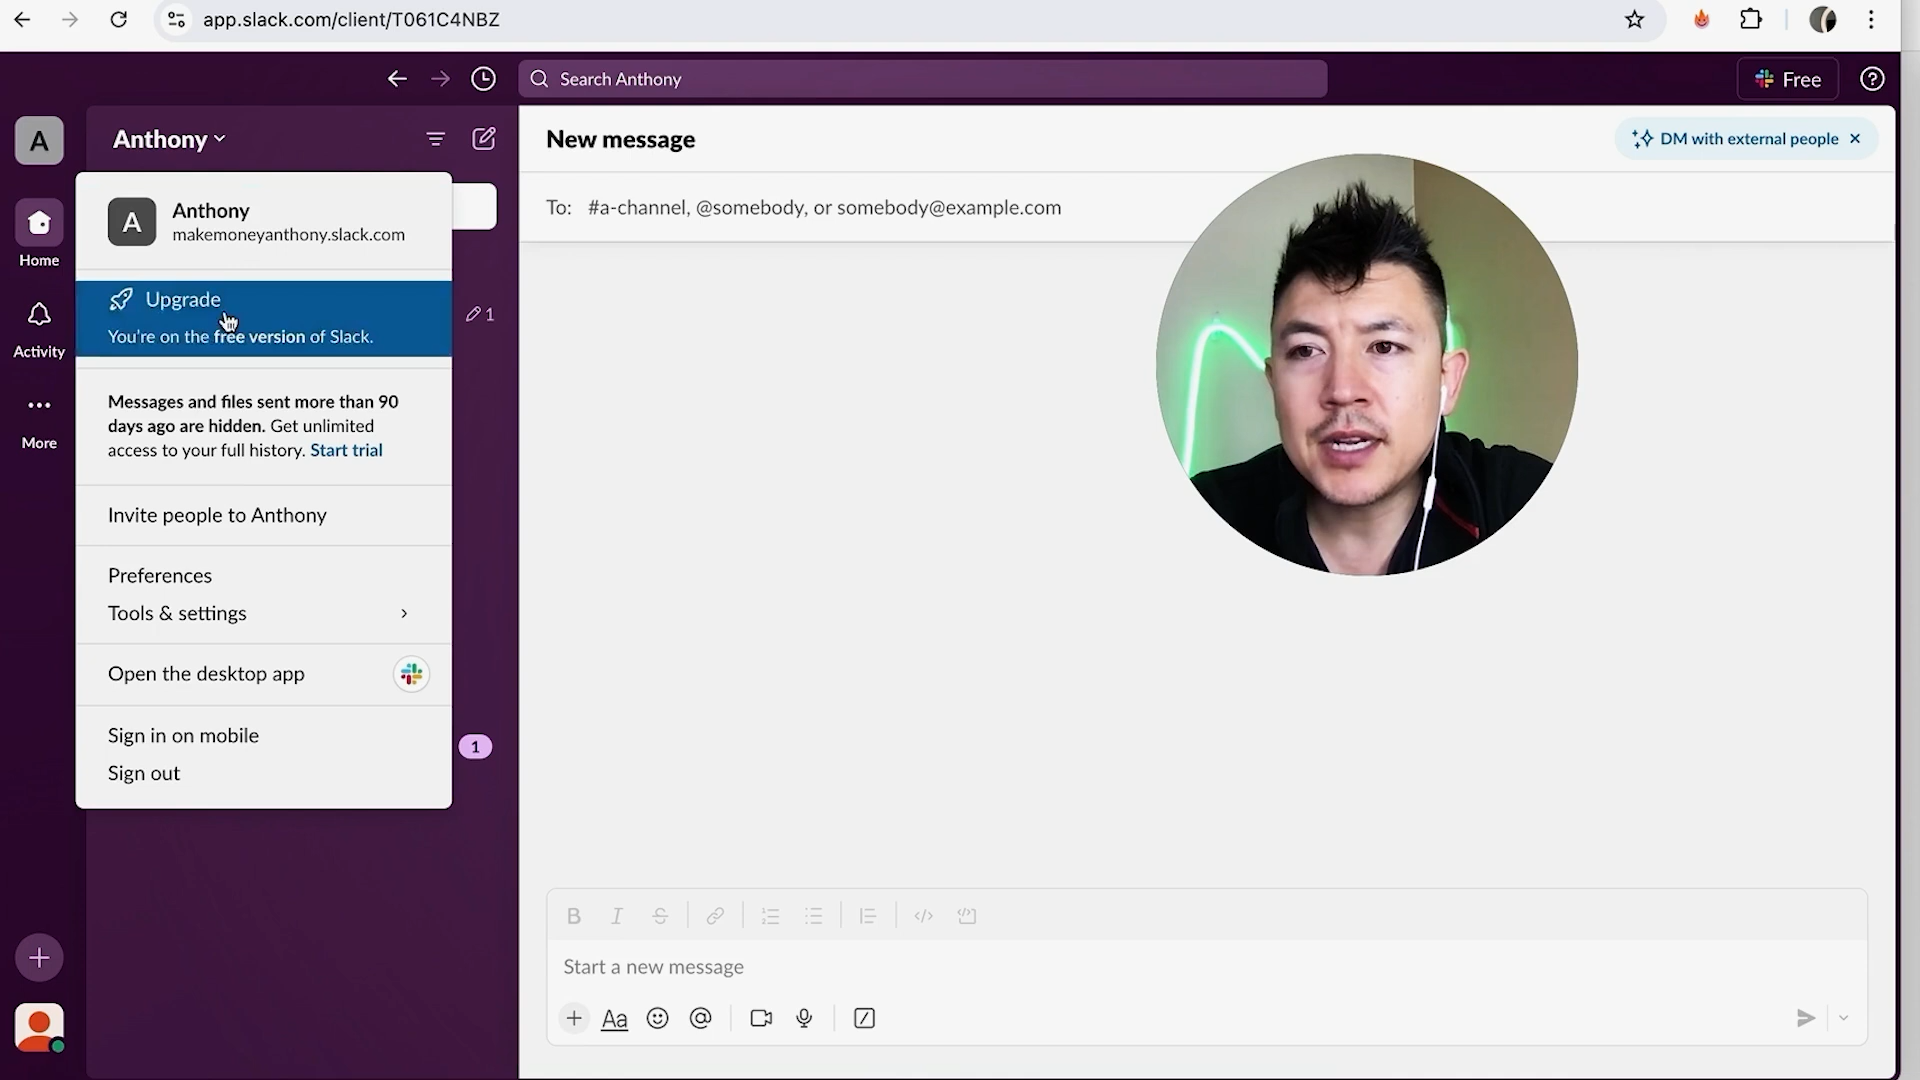 app.slack.com/client/T061C4NBZ
Search Anthony
Free
A
Anthony
New message
DM with external people
A
Anthony
makemoneyanthony.slack.com
To: #a-channel, @somebody, or somebody@example.com
Home
Upgrade
You're on the free version of Slack.
1
Activity
Messages and files sent more than 90
days ago are hidden. Get unlimited
access to your full history. Start trial
More
Invite people to Anthony
Preferences
Tools & settings
Open the desktop app
Sign in on mobile
1
Sign out
B I S
Start a new message
Aa